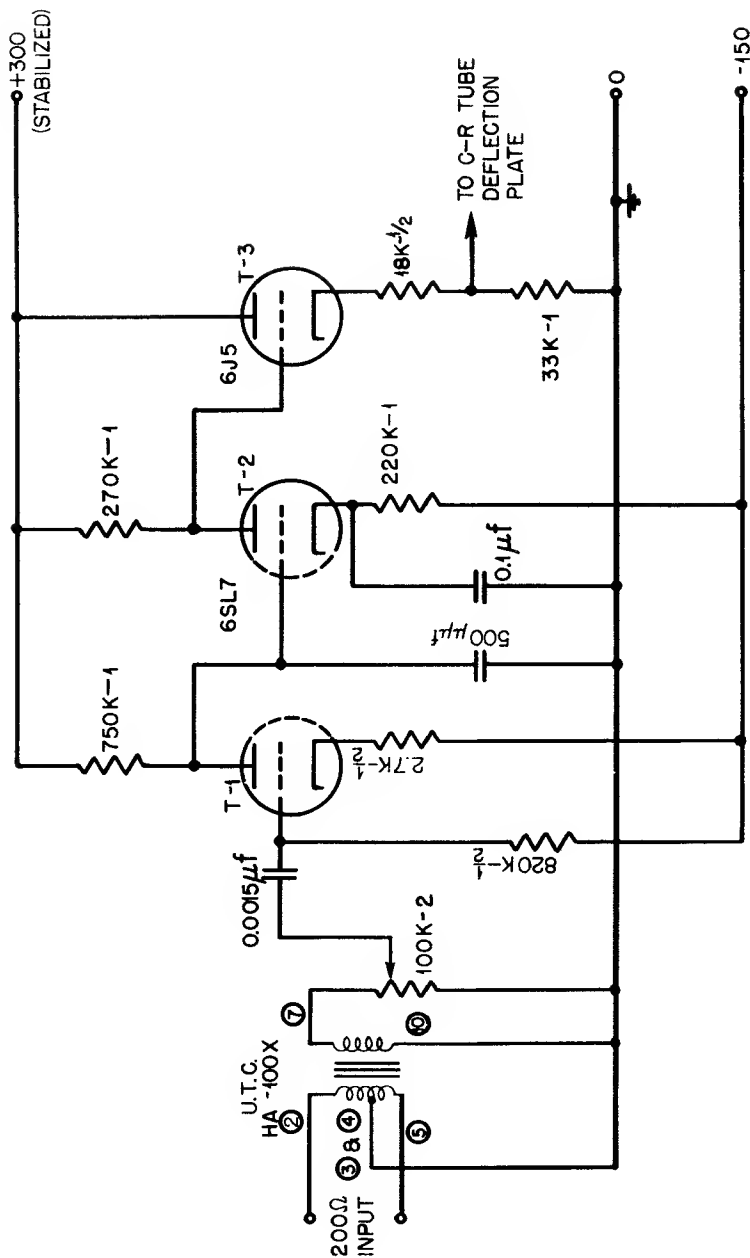 +300
(STABILIZED)
750K-1
270K-1
T-1
6SL7
T-2
6J5
T-3
0.0015μf
2.7K-½
820K-½
500μμf
0.1μf
220K-1
18K-½
TO C-R TUBE
DEFLECTION
PLATE
33K-1
U.T.C.
HA-100X
②
③ & ④
⑤
⑦
⑩
200Ω
INPUT
100K-2
0
-150